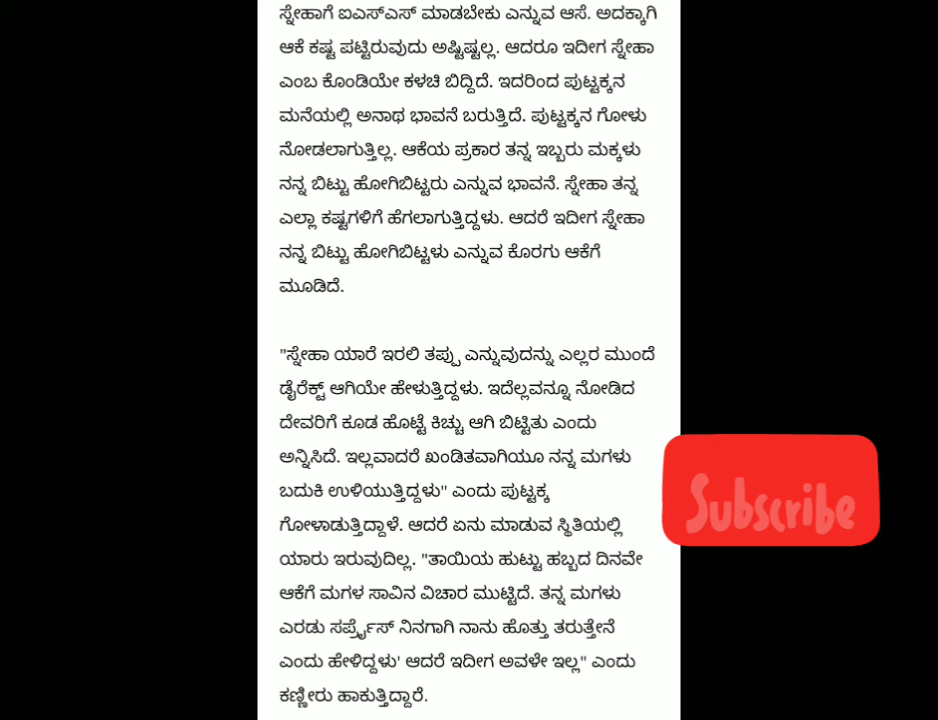 ಸ್ನೇಹಾಗೆ ಐಎಸ್ಎಸ್ ಮಾಡಬೇಕು ಎನ್ನುವ ಆಸೆ. ಅದಕ್ಕಾಗಿ
ಆಕೆ ಕಷ್ಟ ಪಟ್ಟಿರುವುದು ಅಷ್ಟಿಷ್ಟಲ್ಲ. ಆದರೂ ಇದೀಗ ಸ್ನೇಹಾ
ಎಂಬ ಕೊಂಡಿಯೇ ಕಳಚಿ ಬಿದ್ದಿದೆ. ಇದರಿಂದ ಪುಟ್ಟಕ್ಕನ
ಮನೆಯಲ್ಲಿ ಅನಾಥ ಭಾವನೆ ಬರುತ್ತಿದೆ. ಪುಟ್ಟಕ್ಕನ ಗೋಳು
ನೋಡಲಾಗುತ್ತಿಲ್ಲ. ಆಕೆಯ ಪ್ರಕಾರ ತನ್ನ ಇಬ್ಬರು ಮಕ್ಕಳು
ನನ್ನ ಬಿಟ್ಟು ಹೋಗಿಬಿಟ್ಟರು ಎನ್ನುವ ಭಾವನೆ. ಸ್ನೇಹಾ ತನ್ನ
ಎಲ್ಲಾ ಕಷ್ಟಗಳಿಗೆ ಹೆಗಲಾಗುತ್ತಿದ್ದಳು. ಆದರೆ ಇದೀಗ ಸ್ನೇಹಾ
ನನ್ನ ಬಿಟ್ಟು ಹೋಗಿಬಿಟ್ಟಳು ಎನ್ನುವ ಕೊರಗು ಆಕೆಗೆ
ಮೂಡಿದೆ.
"ಸ್ನೇಹಾ ಯಾರೆ ಇರಲಿ ತಪ್ಪು ಎನ್ನುವುದನ್ನು ಎಲ್ಲರ ಮುಂದೆ
ಡೈರೆಕ್ಟ್ ಆಗಿಯೇ ಹೇಳುತ್ತಿದ್ದಳು. ಇದೆಲ್ಲವನ್ನೂ ನೋಡಿದ
ದೇವರಿಗೆ ಕೂಡ ಹೊಟ್ಟೆ ಕಿಚ್ಚು ಆಗಿ ಬಿಟ್ಟಿತು ಎಂದು
ಅನ್ನಿಸಿದೆ. ಇಲ್ಲವಾದರೆ ಖಂಡಿತವಾಗಿಯೂ ನನ್ನ ಮಗಳು
ಬದುಕಿ ಉಳಿಯುತ್ತಿದ್ದಳು" ಎಂದು ಪುಟ್ಟಕ್ಕ
ಗೋಳಾಡುತ್ತಿದ್ದಾಳೆ. ಆದರೆ ಏನು ಮಾಡುವ ಸ್ಥಿತಿಯಲ್ಲಿ
ಯಾರು ಇರುವುದಿಲ್ಲ. "ತಾಯಿಯ ಹುಟ್ಟು ಹಬ್ಬದ ದಿನವೇ
ಆಕೆಗೆ ಮಗಳ ಸಾವಿನ ವಿಚಾರ ಮುಟ್ಟಿದೆ. ತನ್ನ ಮಗಳು
ಎರಡು ಸರ್ಪ್ರೈಸ್ ನಿನಗಾಗಿ ನಾನು ಹೊತ್ತು ತರುತ್ತೇನೆ
ಎಂದು ಹೇಳಿದ್ದಳು' ಆದರೆ ಇದೀಗ ಅವಳೇ ಇಲ್ಲ" ಎಂದು
ಕಣ್ಣೀರು ಹಾಕುತ್ತಿದ್ದಾರೆ.
Subscribe